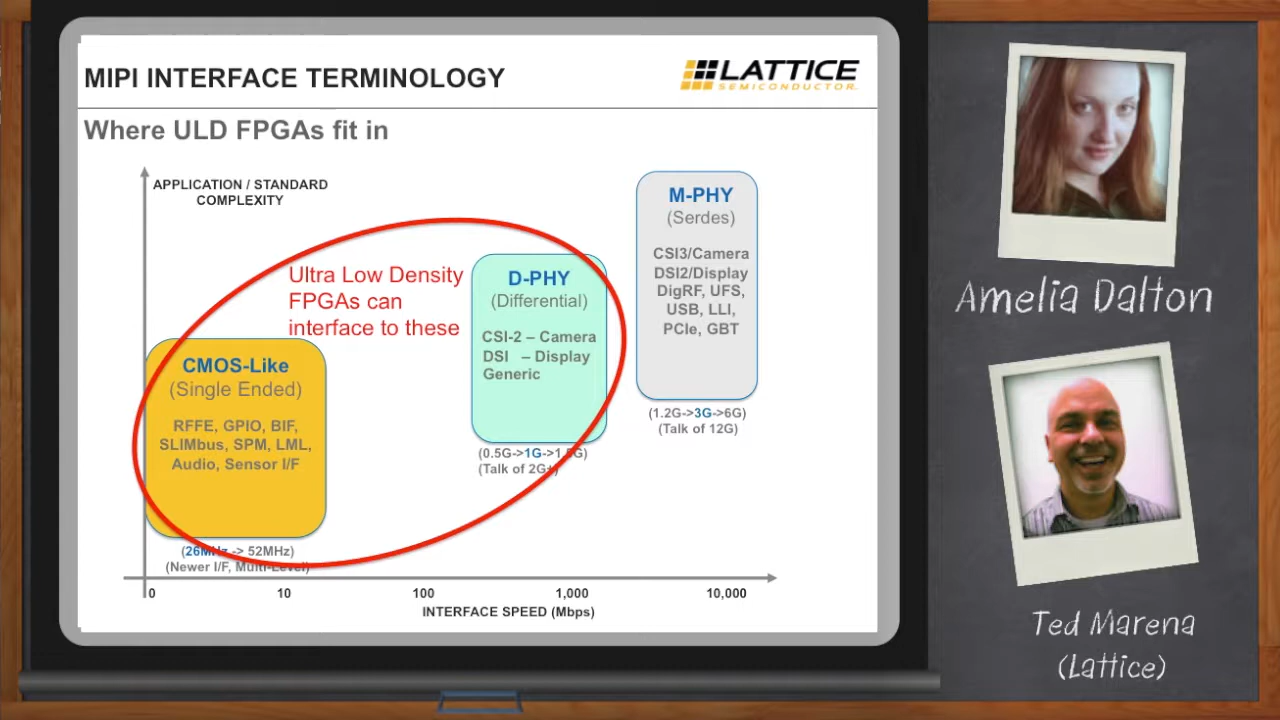 MIPI INTERFACE TERMINOLOGY
LATTICE
SEMICONDUCTOR.
Where ULD FPGAs fit in
APPLICATION / STANDARD
COMPLEXITY
Ultra Low Density
FPGAs can
interface to these
CMOS-Like
(Single Ended)
RFFE, GPIO, BIF,
SLIMbus, SPM, LML,
Audio, Sensor I/F
(26MHz -> 52MHz)
(Newer I/F, Multi-Level)
D-PHY
(Differential)
CSI-2 – Camera
DSI – Display
Generic
(0.5G->1G->1.5G)
(Talk of 2G+)
M-PHY
(Serdes)
CSI3/Camera
DSI2/Display
DigRF, UFS,
USB, LLI,
PCIe, GBT
(1.2G->3G->6G)
(Talk of 12G)
0 10 100 1,000 10,000
INTERFACE SPEED (Mbps)
Amelia Dalton
Ted Marena
(Lattice)